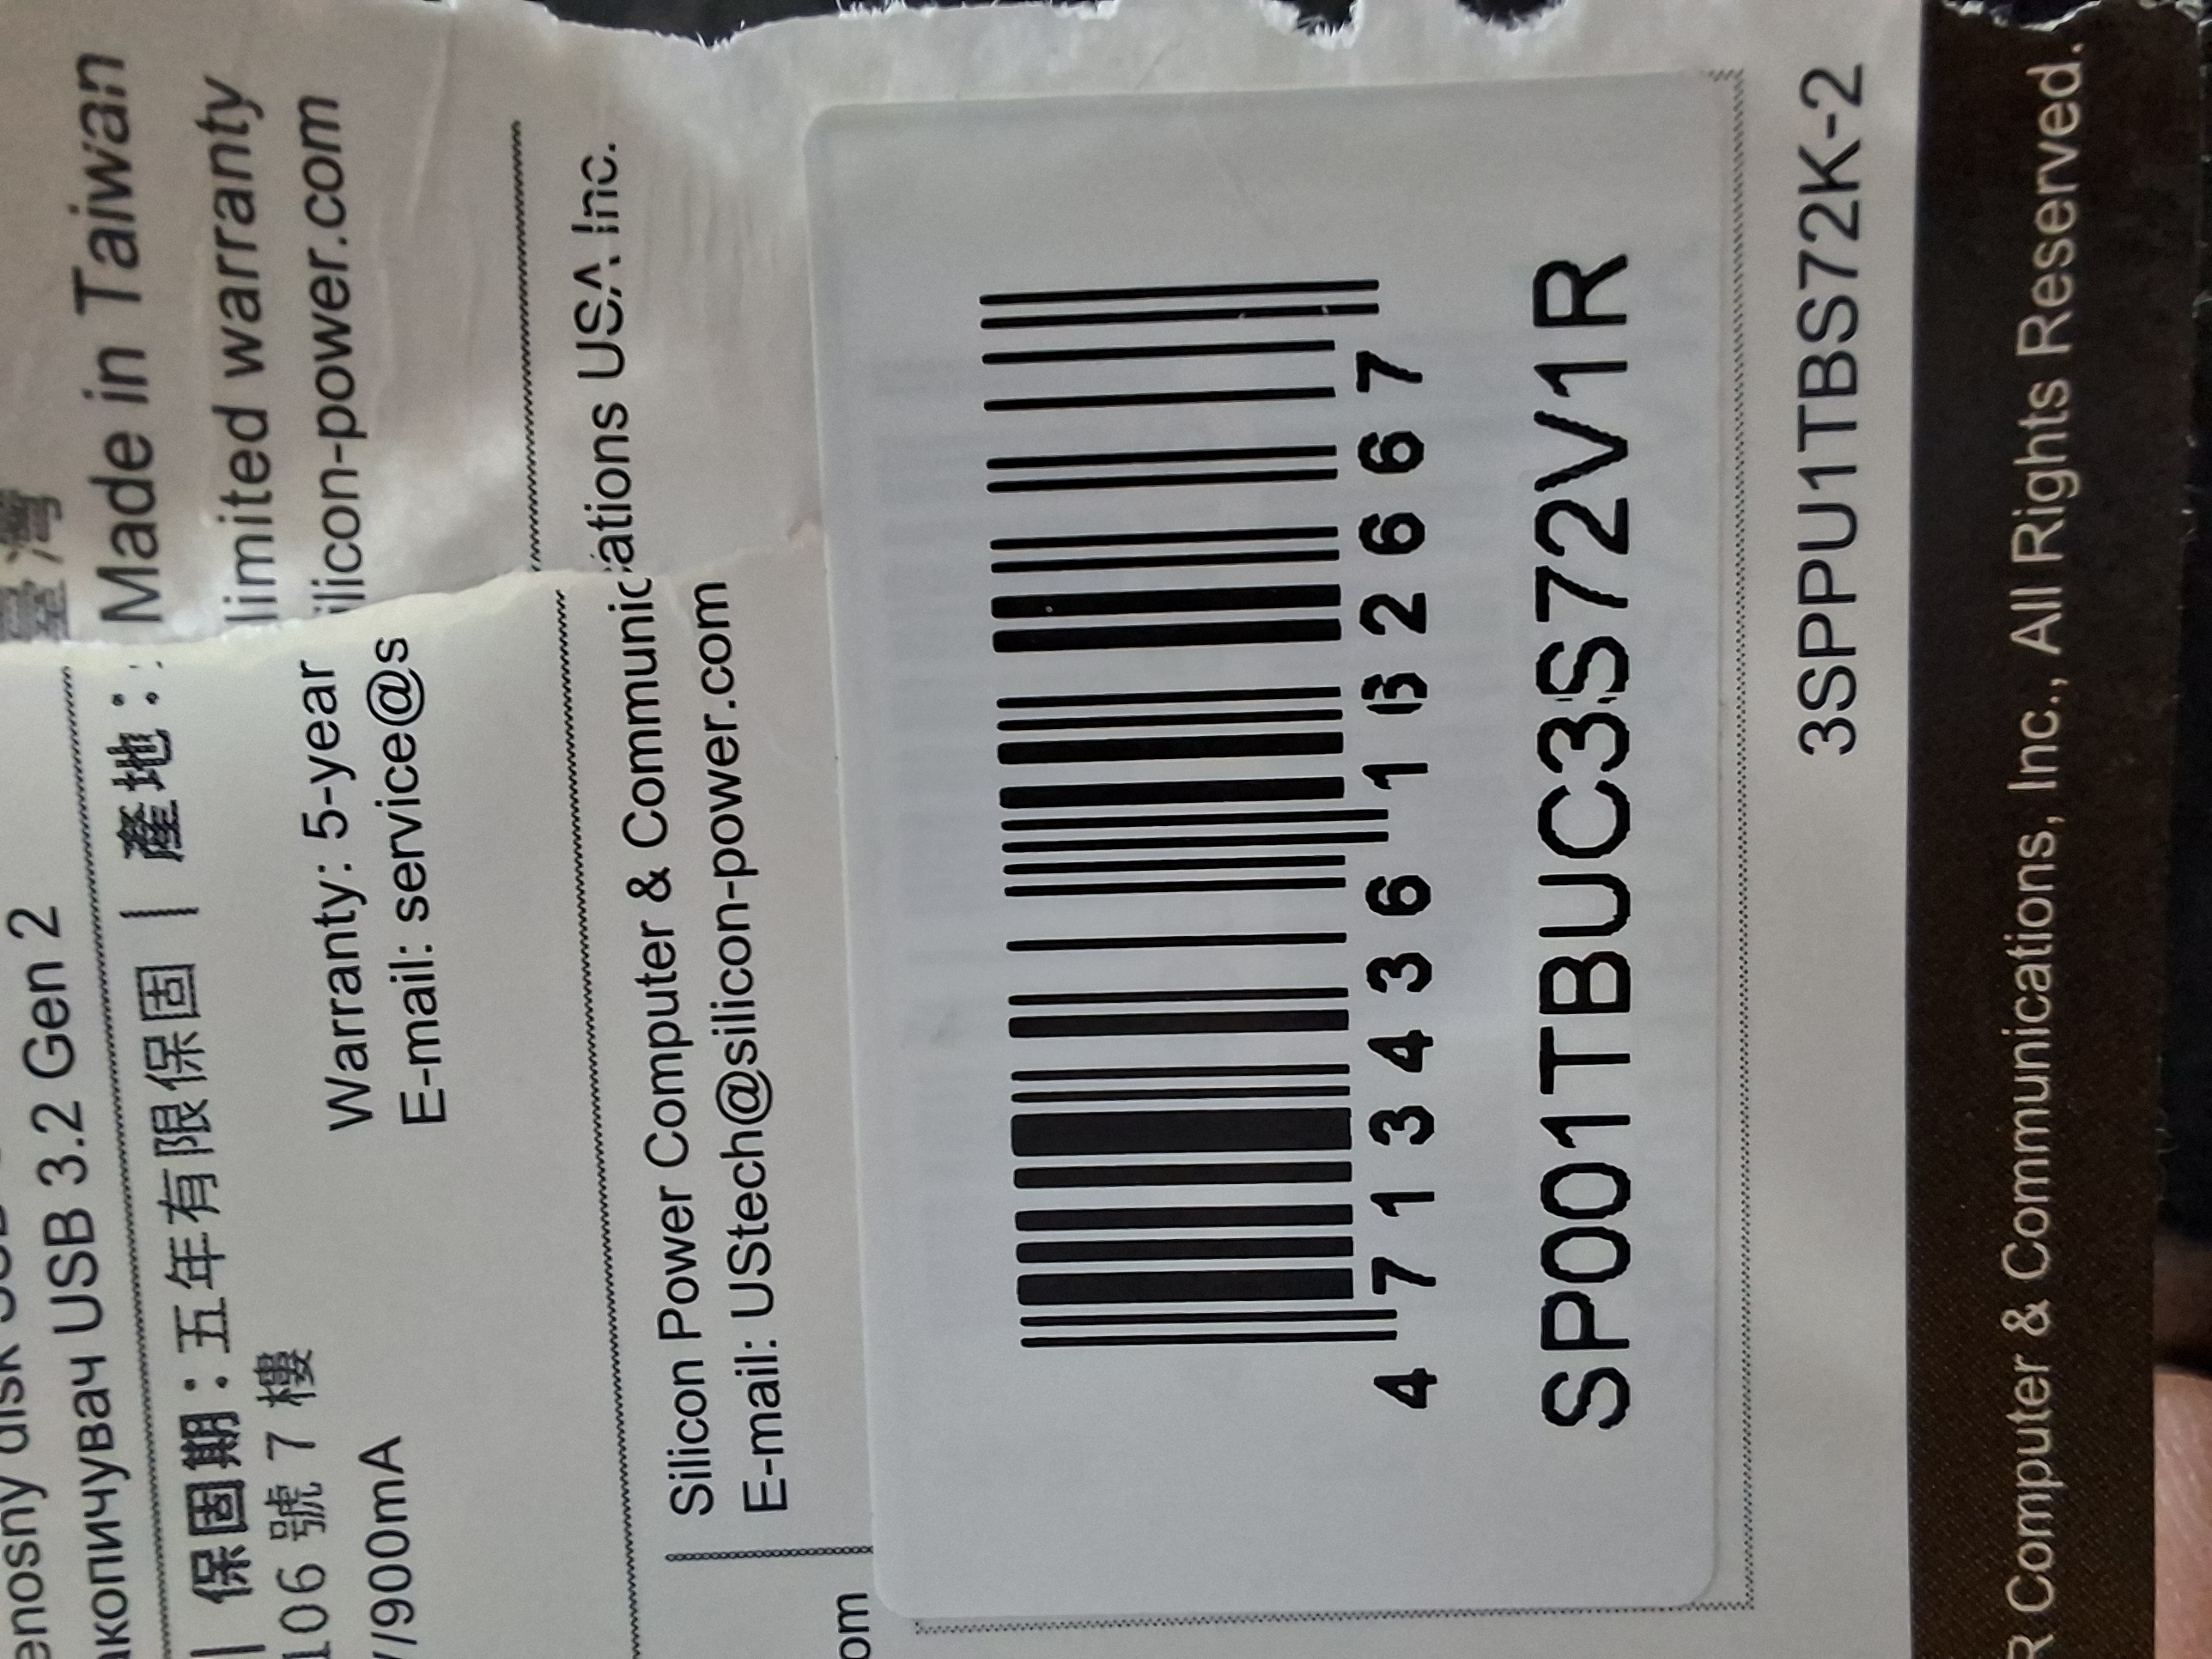 臺灣
akопичувач USB 3.2 Gen 2
保固期：五年有限保固 | 產地： Made in Taiwan
106 號 7 樓
Warranty: 5-year limited warranty
/900mA
E-mail: service@silicon-power.com
Silicon Power Computer & Communications USA Inc.
E-mail: UStech@silicon-power.com
om
4 713436 162667
SP001TBUC3S72V1R
3SPPU1TBS72K-2
R Computer & Communications, Inc., All Rights Reserved.